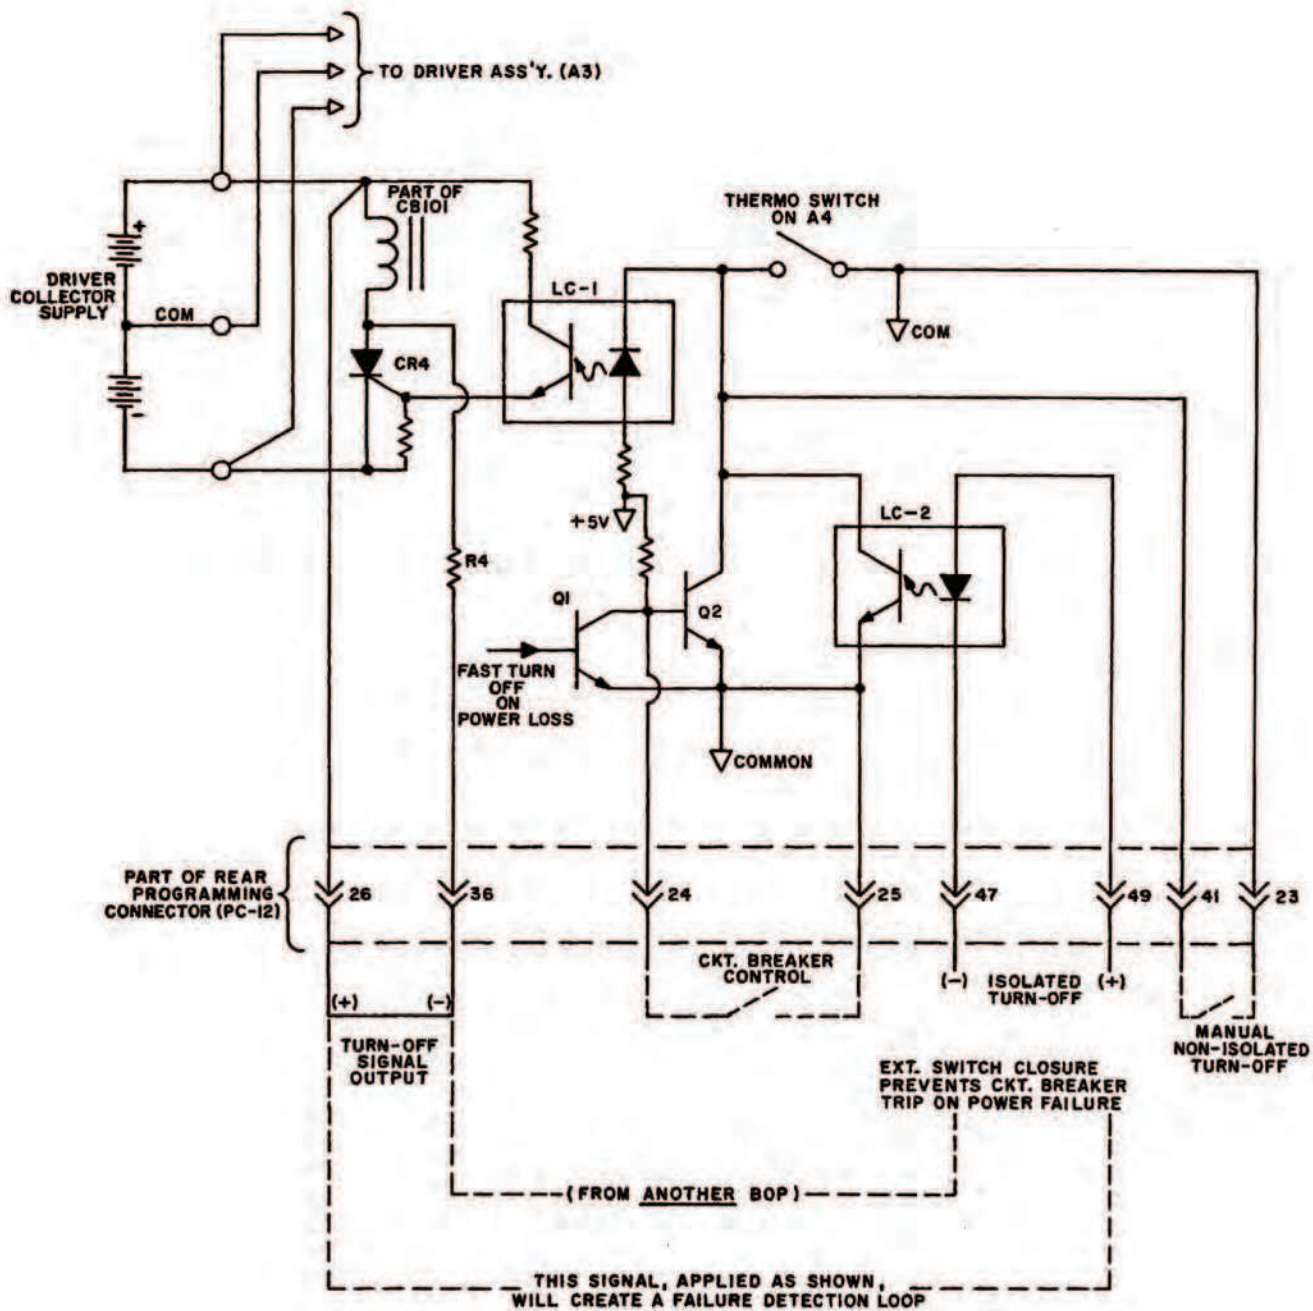 TO DRIVER ASS'Y. (A3)
PART OF
CB101
THERMO SWITCH
ON A4
+
DRIVER
COLLECTOR
SUPPLY
COM
-
LC-1
CR4
COM
+5V
LC-2
R4
Q1
Q2
FAST TURN
OFF
ON
POWER LOSS
COMMON
PART OF REAR
PROGRAMMING
CONNECTOR (PC-12)
26
36
24
25
47
49
41
23
CKT. BREAKER
CONTROL
(-) ISOLATED (+)
TURN-OFF
(+) (-)
TURN-OFF
SIGNAL
OUTPUT
MANUAL
NON-ISOLATED
TURN-OFF
EXT. SWITCH CLOSURE
PREVENTS CKT. BREAKER
TRIP ON POWER FAILURE
(FROM ANOTHER BOP)
THIS SIGNAL, APPLIED AS SHOWN,
WILL CREATE A FAILURE DETECTION LOOP